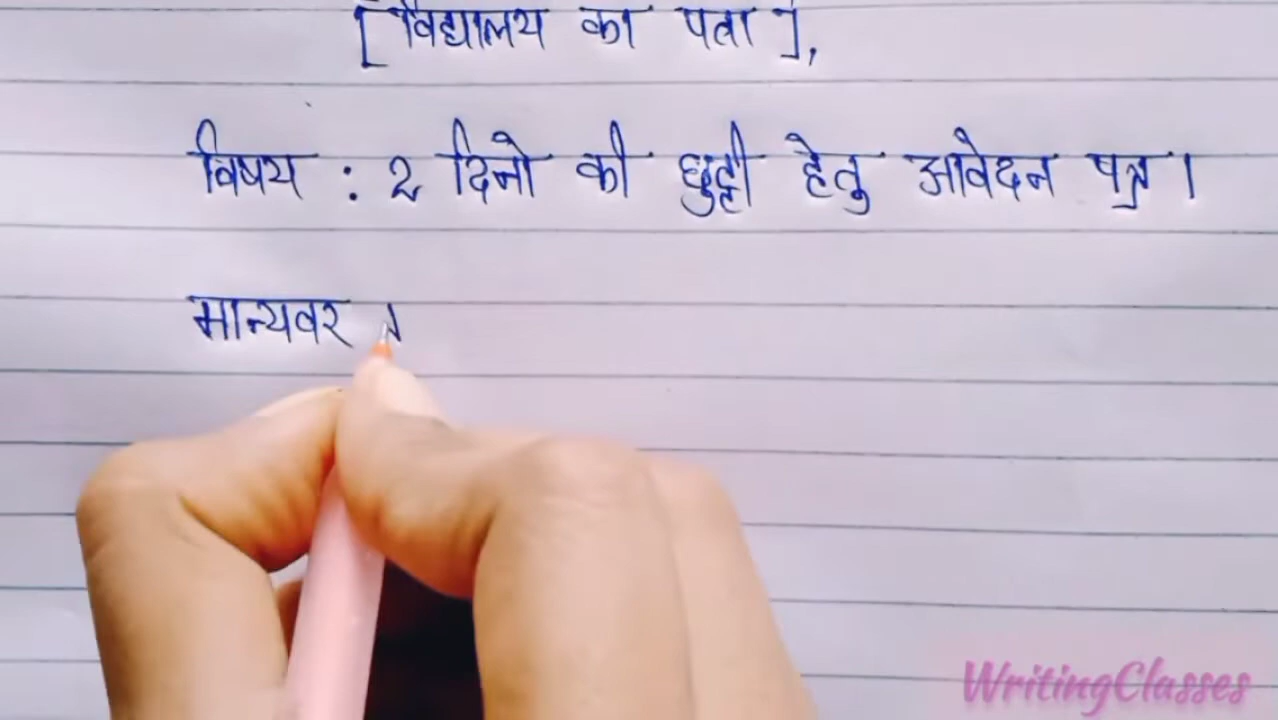 [विद्यालय का पता],
विषय : 2 दिनो की छुट्टी हेतु आवेदन पत्र ।
मान्यवर
WritingClasses